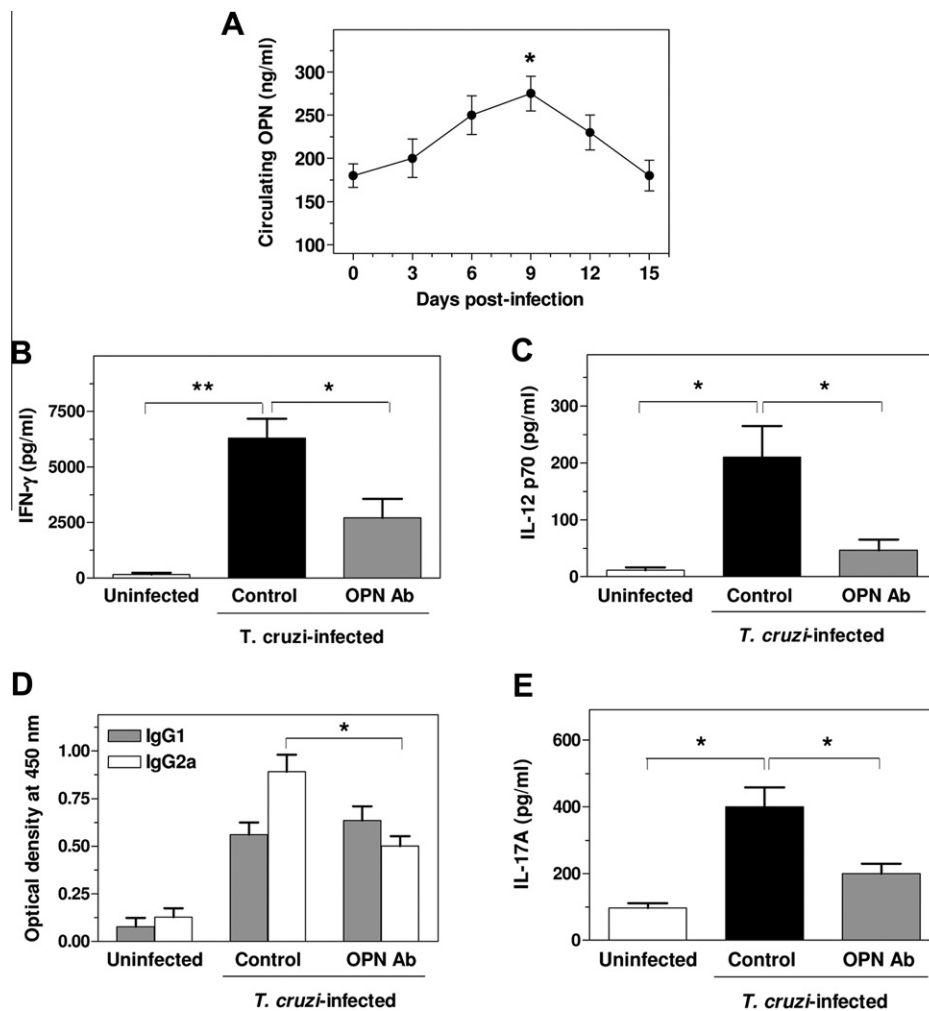 A
Circulating OPN (ng/ml)
300
250
200
150
100
*
0 3 6 9 12 15
Days post-infection
B
IFN-γ (pg/ml)
7500
5000
2500
0
** *
Uninfected Control OPN Ab
T. cruzi-infected
C
IL-12 p70 (pg/ml)
300
200
100
0
* *
Uninfected Control OPN Ab
T. cruzi-infected
D
Optical density at 450 nm
1.00
0.75
0.50
0.25
0.00
IgG1
IgG2a
*
Uninfected Control OPN Ab
T. cruzi-infected
E
IL-17A (pg/ml)
600
400
200
0
* *
Uninfected Control OPN Ab
T. cruzi-infected